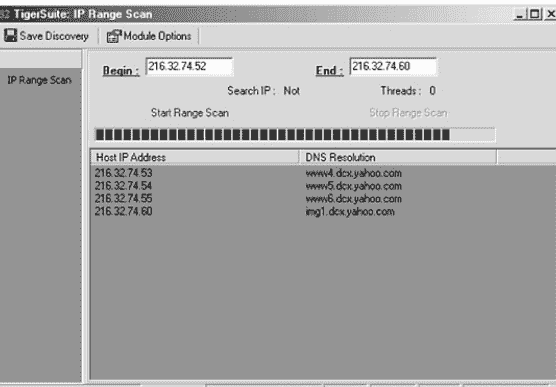 TigerSuite: IP Range Scan
Save Discovery Module Options
IP Range Scan
Begin : 216.32.74.52 End : 216.32.74.60
Search IP : Not Threads : 0
Start Range Scan Stop Range Scan
Host IP Address DNS Resolution
216.32.74.53 www4.dcx.yahoo.com
216.32.74.54 www5.dcx.yahoo.com
216.32.74.55 www6.dcx.yahoo.com
216.32.74.60 img1.dcx.yahoo.com